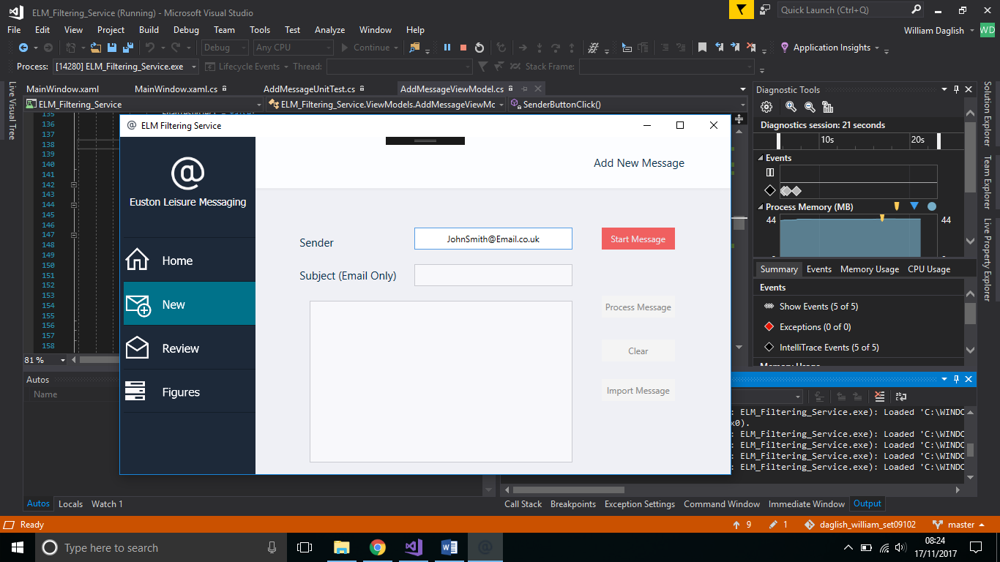 ELM_Filtering_Service (Running) - Microsoft Visual Studio
Quick Launch (Ctrl+Q)
File Edit View Project Build Debug Team Tools Test Analyze Window Help
William Daglish WD
Debug Any CPU Continue Application Insights
Process: [14280] ELM_Filtering_Service.exe Lifecycle Events Thread: Stack Frame:
Live Visual Tree
MainWindow.xaml MainWindow.xaml.cs AddMessageUnitTest.cs AddMessageViewModel.cs
ELM_Filtering_Service ELM_Filtering_Service.ViewModels.AddMessageViewMc SenderButtonClick()
135
136
137
138
139
140
141
142
143
144
145
146
147
148
149
150
151
152
153
154
155
156
157
158
81 %
@ ELM Filtering Service
@
Euston Leisure Messaging
Home
New
Review
Figures
Add New Message
Sender JohnSmith@Email.co.uk Start Message
Subject (Email Only)
Process Message
Clear
Import Message
Diagnostic Tools
Diagnostics session: 21 seconds
10s 20s
Events
Process Memory (MB)
44 44
Summary Events Memory Usage CPU Usage
Events
Show Events (5 of 5)
Exceptions (0 of 0)
IntelliTrace Events (5 of 5)
Solution Explorer
Team Explorer
Live Property Explorer
Autos
Name
: ELM_Filtering_Service.exe): Loaded 'C:\WINDO
x0).
: ELM_Filtering_Service.exe): Loaded 'C:\WINDO
: ELM_Filtering_Service.exe): Loaded 'C:\WINDO
: ELM_Filtering_Service.exe): Loaded 'C:\WINDO
: ELM_Filtering_Service.exe): Loaded 'C:\WINDO
Autos Locals Watch 1
Call Stack Breakpoints Exception Settings Command Window Immediate Window Output
Ready
9 1 daglish_william_set09102 master
Type here to search
@
08:24
17/11/2017